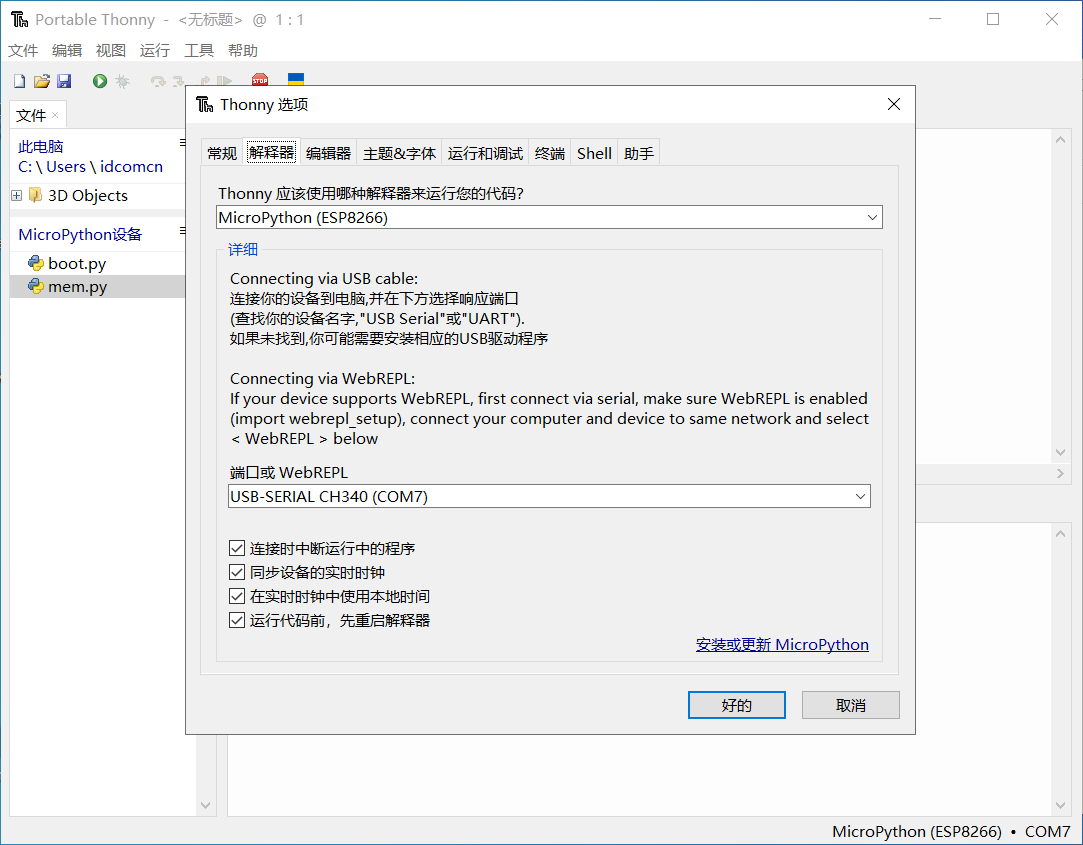 Portable Thonny - <无标题> @ 1 : 1
文件 编辑 视图 运行 工具 帮助
STOP
文件
此电脑
C: \ Users \ idcomcn
3D Objects
MicroPython设备
boot.py
mem.py
Thonny 选项
常规 解释器 编辑器 主题&字体 运行和调试 终端 Shell 助手
Thonny 应该使用哪种解释器来运行您的代码?
MicroPython (ESP8266)
详细
Connecting via USB cable:
连接你的设备到电脑,并在下方选择响应端口
(查找你的设备名字,"USB Serial"或"UART").
如果未找到,你可能需要安装相应的USB驱动程序
Connecting via WebREPL:
If your device supports WebREPL, first connect via serial, make sure WebREPL is enabled
(import webrepl_setup), connect your computer and device to same network and select
< WebREPL > below
端口或 WebREPL
USB-SERIAL CH340 (COM7)
连接时中断运行中的程序
同步设备的实时时钟
在实时时钟中使用本地时间
运行代码前，先重启解释器
安装或更新 MicroPython
好的 取消
MicroPython (ESP8266) • COM7